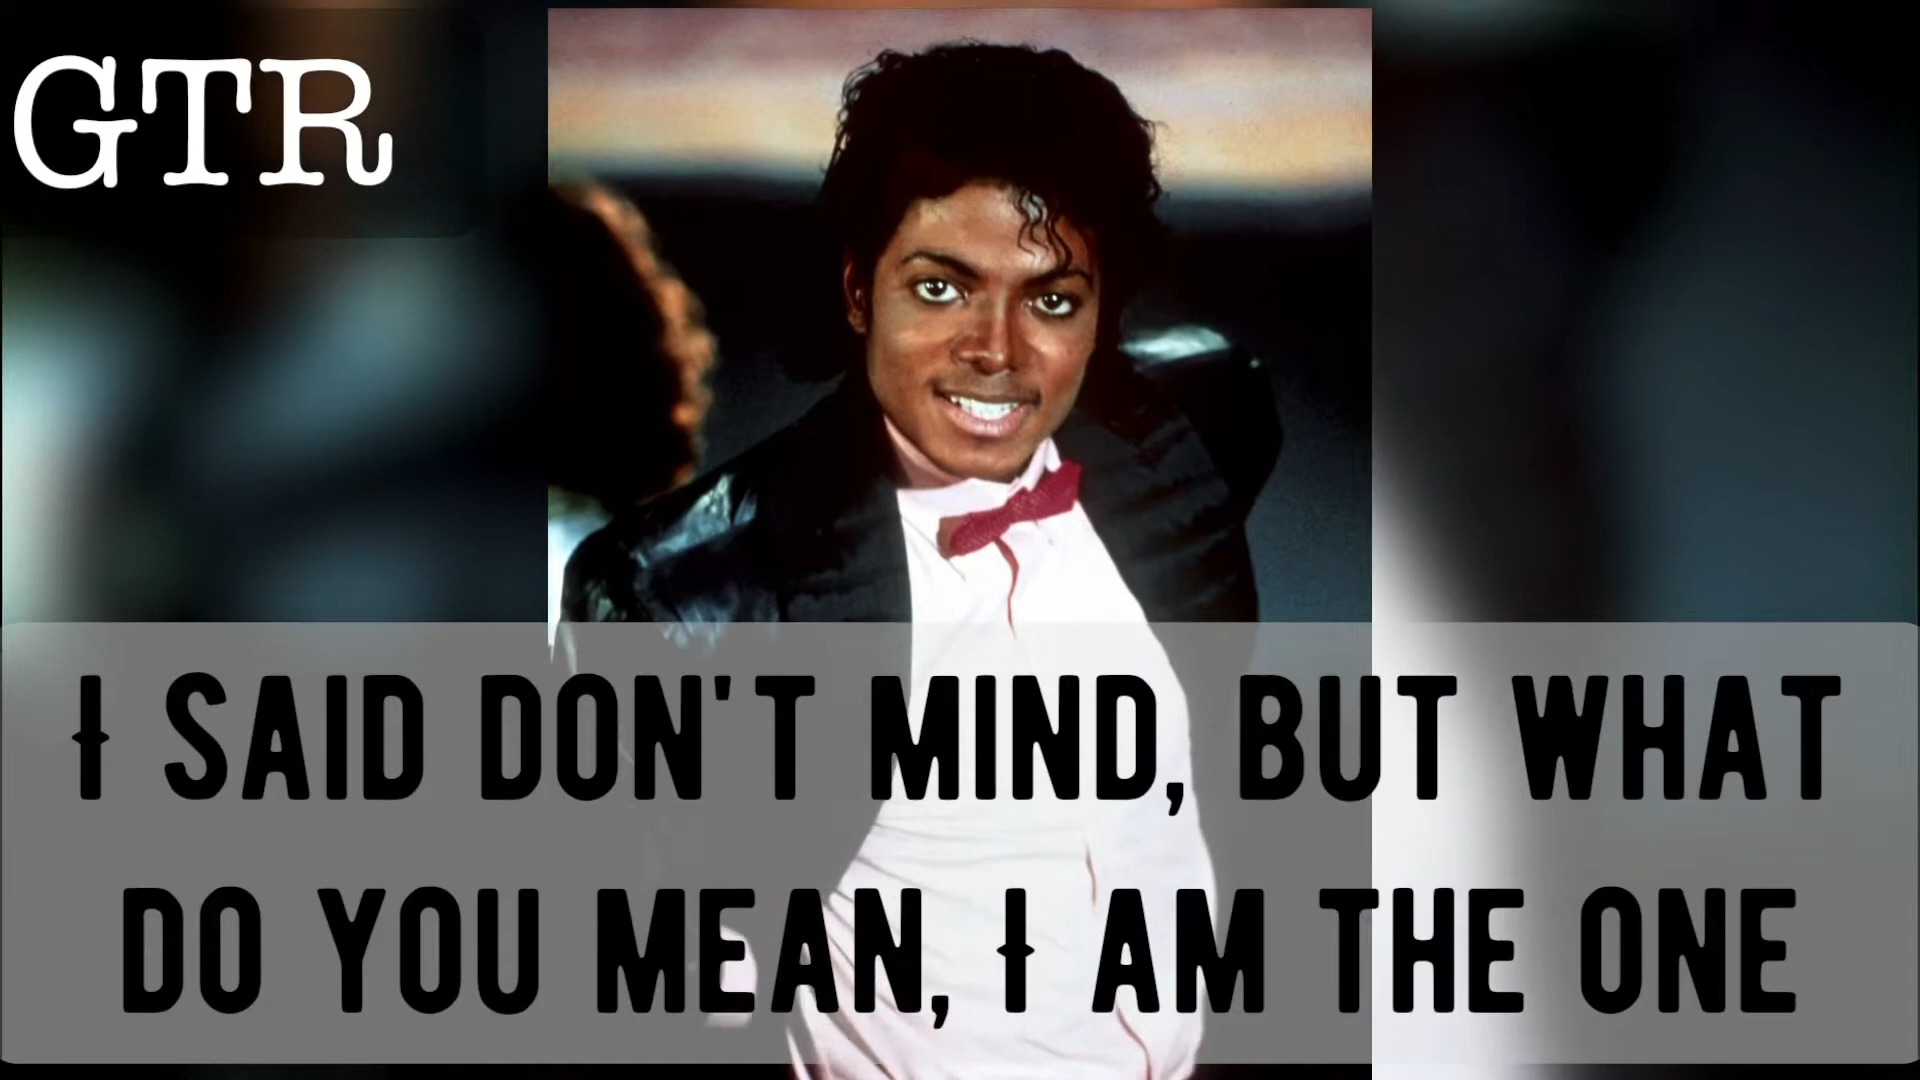 GTR
I SAID DON'T MIND, BUT WHAT
DO YOU MEAN, I AM THE ONE